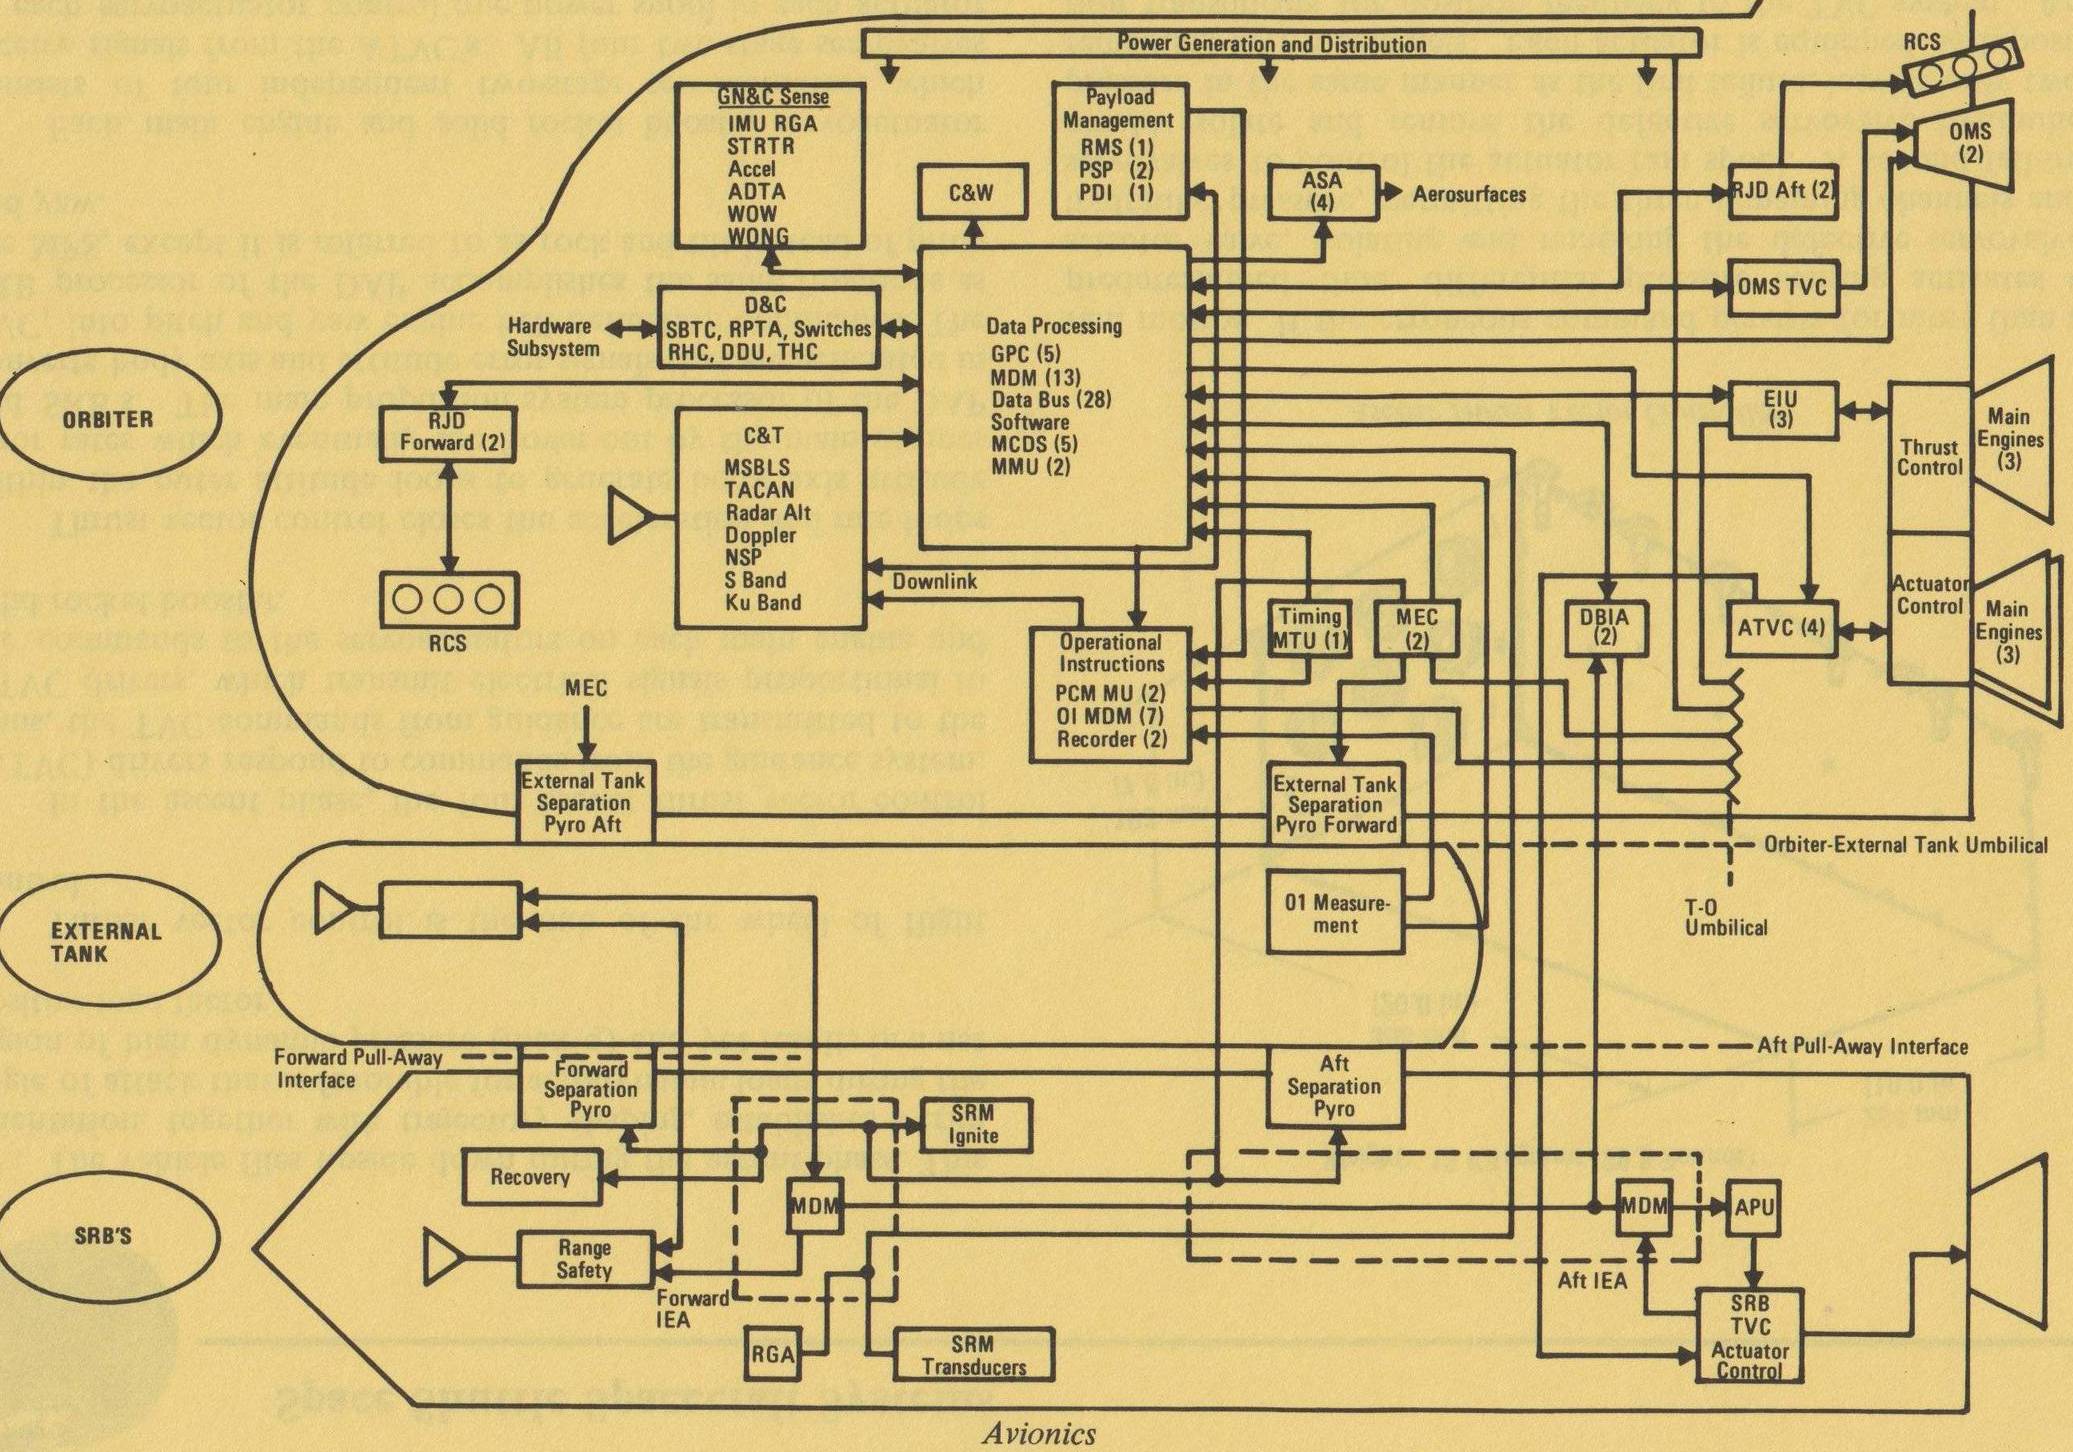 Power Generation and Distribution
RCS
OMS
(2)
GN&C Sense
IMU RGA
STRTR
Accel
ADTA
WOW
WONG
C&W
Payload
Management
RMS (1)
PSP (2)
PDI (1)
ASA
(4)
Aerosurfaces
RJD Aft (2)
OMS TVC
Hardware
Subsystem
D&C
SBTC, RPTA, Switches
RHC, DDU, THC
Data Processing
GPC (5)
MDM (13)
Data Bus (28)
Software
MCDS (5)
MMU (2)
ORBITER
RJD
Forward (2)
RCS
C&T
MSBLS
TACAN
Radar Alt
Doppler
NSP
S Band
Ku Band
Downlink
EIU
(3)
Thrust
Control
Main
Engines
(3)
Actuator
Control
Main
Engines
(3)
Operational
Instructions
PCM MU (2)
OI MDM (7)
Recorder (2)
Timing
MTU (1)
MEC
(2)
DBIA
(2)
ATVC (4)
MEC
External Tank
Separation
Pyro Aft
External Tank
Separation
Pyro Forward
Orbiter-External Tank Umbilical
T-O
Umbilical
EXTERNAL
TANK
01 Measure-
ment
Forward Pull-Away
Interface
Forward
Separation
Pyro
Aft
Separation
Pyro
Aft Pull-Away Interface
SRM
Ignite
Recovery
MDM
MDM
APU
SRB'S
Range
Safety
Forward
IEA
Aft IEA
RGA
SRM
Transducers
SRB
TVC
Actuator
Control
Avionics